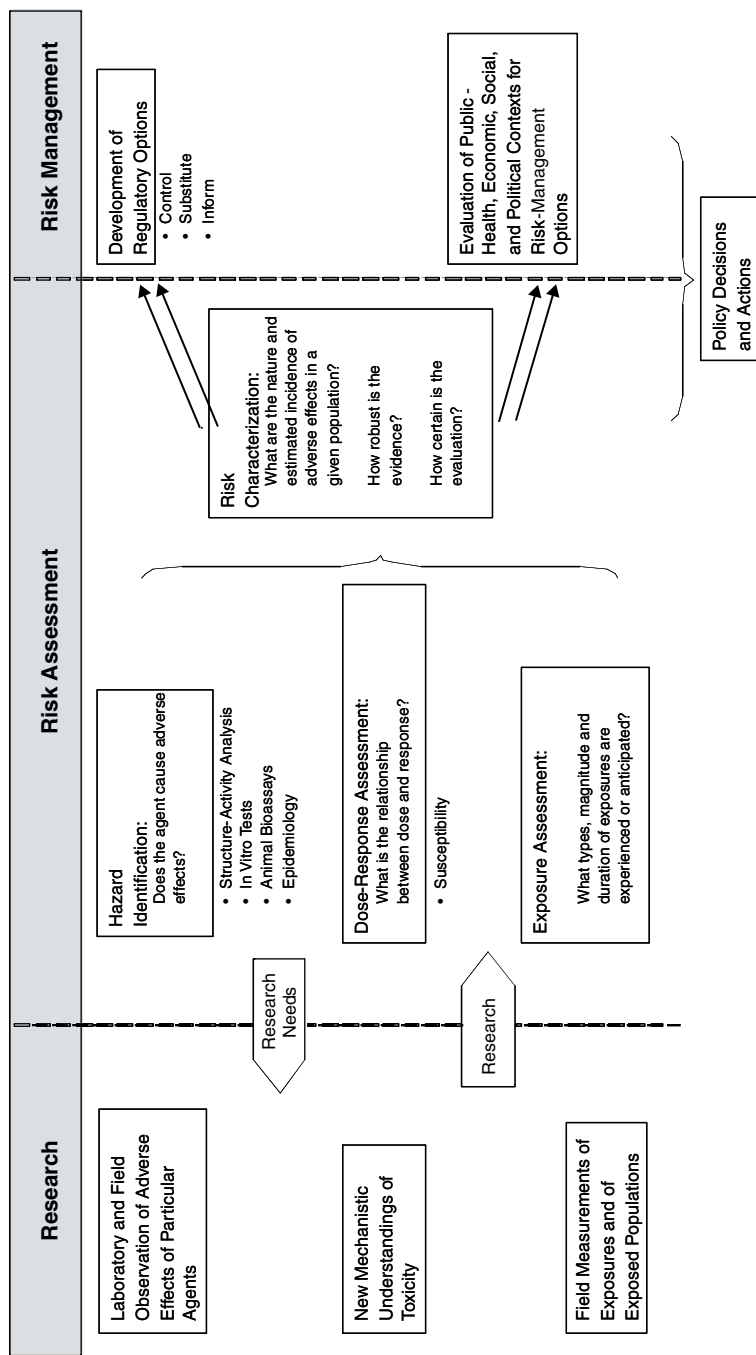 Research
Risk Assessment
Risk Management
Laboratory and Field
Observation of Adverse
Effects of Particular
Agents
New Mechanistic
Understandings of
Toxicity
Field Measurements of
Exposures and of
Exposed Populations
Research
Needs
Research
Hazard
Identification:
Does the agent cause adverse
effects?
• Structure-Activity Analysis
• In Vitro Tests
• Animal Bioassays
• Epidemiology
Dose-Response Assessment:
What is the relationship
between dose and response?
• Susceptibility
Exposure Assessment:
What types, magnitude and
duration of exposures are
experienced or anticipated?
Risk
Characterization:
What are the nature and
estimated incidence of
adverse effects in a
given population?
How robust is the
evidence?
How certain is the
evaluation?
Development of
Regulatory Options
• Control
• Substitute
• Inform
Evaluation of Public -
Health, Economic, Social,
and Political Contexts for
Risk-Management
Options
Policy Decisions
and Actions